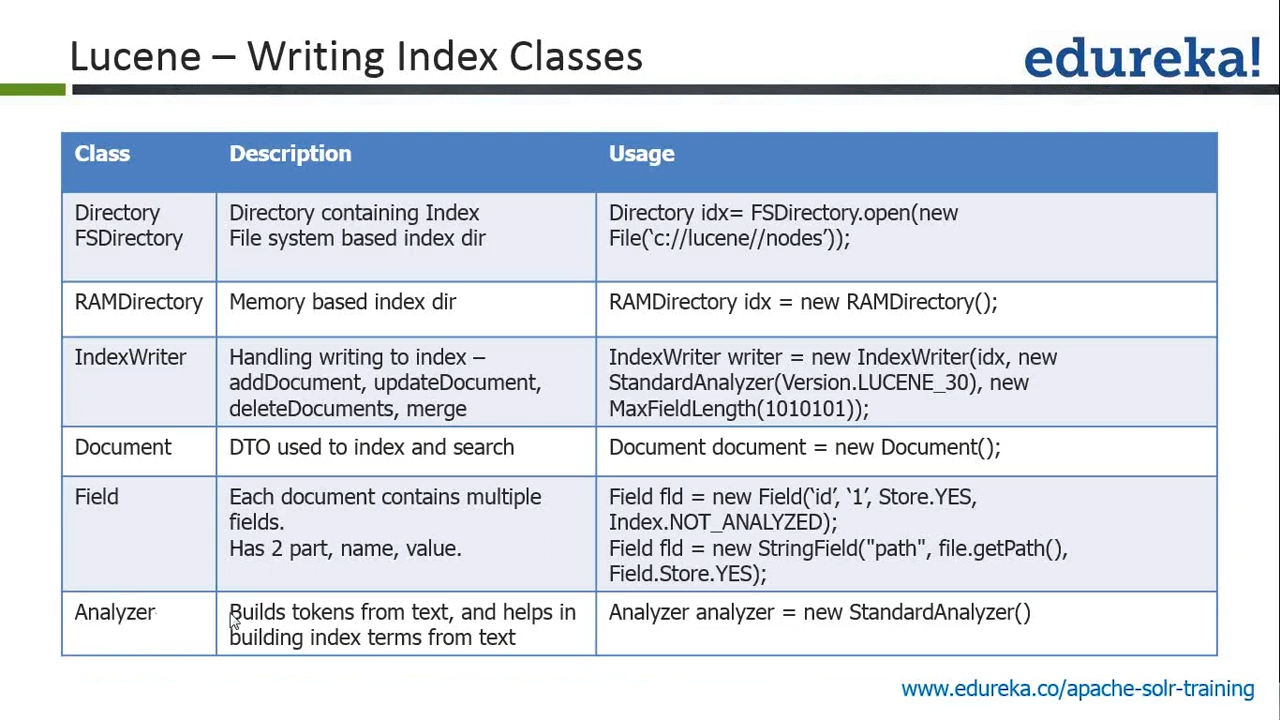 Lucene – Writing Index Classes
edureka!
Class Description Usage
Directory
FSDirectory
Directory containing Index
File system based index dir
Directory idx= FSDirectory.open(new
File(‘c://lucene//nodes’));
RAMDirectory
Memory based index dir
RAMDirectory idx = new RAMDirectory();
IndexWriter
Handling writing to index –
addDocument, updateDocument,
deleteDocuments, merge
IndexWriter writer = new IndexWriter(idx, new
StandardAnalyzer(Version.LUCENE_30), new
MaxFieldLength(1010101));
Document
DTO used to index and search
Document document = new Document();
Field
Each document contains multiple
fields.
Has 2 part, name, value.
Field fld = new Field(‘id’, ‘1’, Store.YES,
Index.NOT_ANALYZED);
Field fld = new StringField("path", file.getPath(),
Field.Store.YES);
Analyzer
Builds tokens from text, and helps in
building index terms from text
Analyzer analyzer = new StandardAnalyzer()
www.edureka.co/apache-solr-training